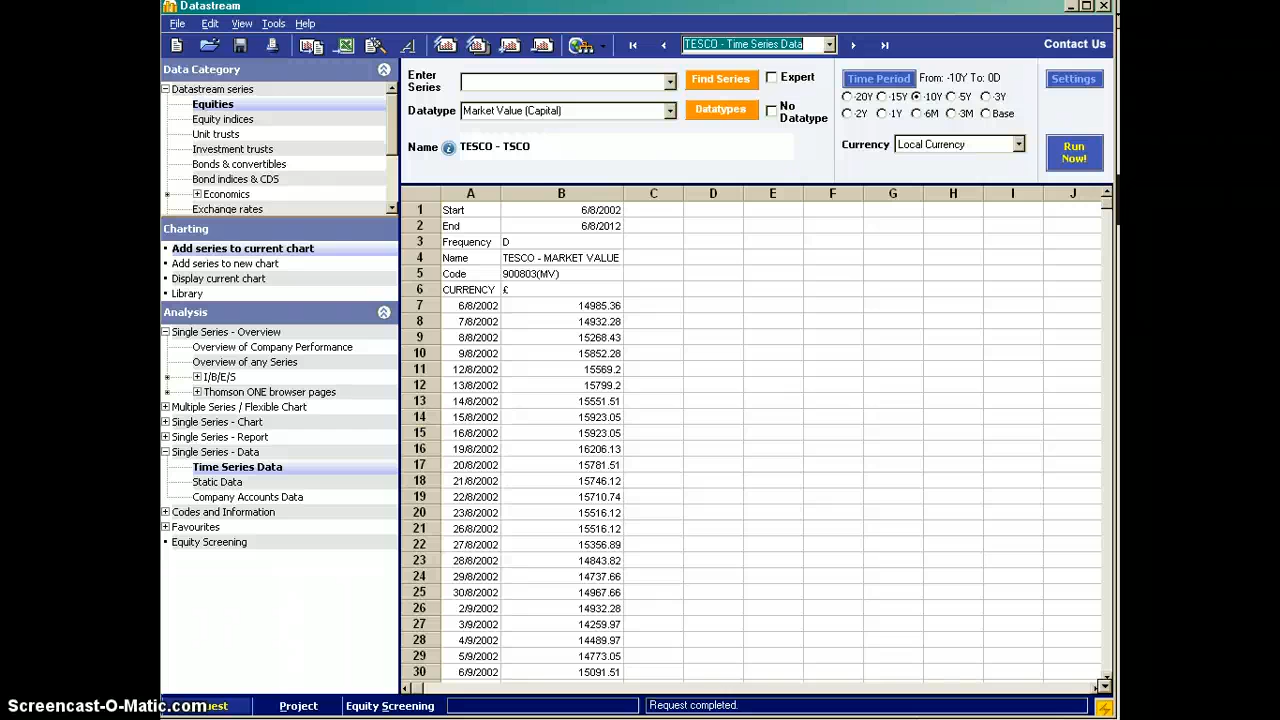 Datastream
File Edit View Tools Help
TESCO - Time Series Data
Contact Us
Data Category
Datastream series
Equities
Equity indices
Unit trusts
Investment trusts
Bonds & convertibles
Bond indices & CDS
Economics
Exchange rates
Charting
Add series to current chart
Add series to new chart
Display current chart
Library
Analysis
Single Series - Overview
Overview of Company Performance
Overview of any Series
I/B/E/S
Thomson ONE browser pages
Multiple Series / Flexible Chart
Single Series - Chart
Single Series - Report
Single Series - Data
Time Series Data
Static Data
Company Accounts Data
Codes and Information
Favourites
Equity Screening
Enter Series
Find Series
Expert
Datatype
Market Value (Capital)
Datatypes
No Datatype
Name
TESCO - TSCO
Time Period From: -10Y To: 0D
-20Y -15Y -10Y -5Y -3Y
-2Y -1Y -6M -3M Base
Currency Local Currency
Settings
Run Now!
A B C D E F G H I J
1 Start 6/8/2002
2 End 6/8/2012
3 Frequency D
4 Name TESCO - MARKET VALUE
5 Code 900803(MV)
6 CURRENCY £
7 6/8/2002 14985.36
8 7/8/2002 14932.28
9 8/8/2002 15268.43
10 9/8/2002 15852.28
11 12/8/2002 15569.2
12 13/8/2002 15799.2
13 14/8/2002 15551.51
14 15/8/2002 15923.05
15 16/8/2002 15923.05
16 19/8/2002 16206.13
17 20/8/2002 15781.51
18 21/8/2002 15746.12
19 22/8/2002 15710.74
20 23/8/2002 15516.12
21 26/8/2002 15516.12
22 27/8/2002 15356.89
23 28/8/2002 14843.82
24 29/8/2002 14737.66
25 30/8/2002 14967.66
26 2/9/2002 14932.28
27 3/9/2002 14259.97
28 4/9/2002 14489.97
29 5/9/2002 14773.05
30 6/9/2002 15091.51
Screencast-O-Matic.com
Project
Equity Screening
Request completed.